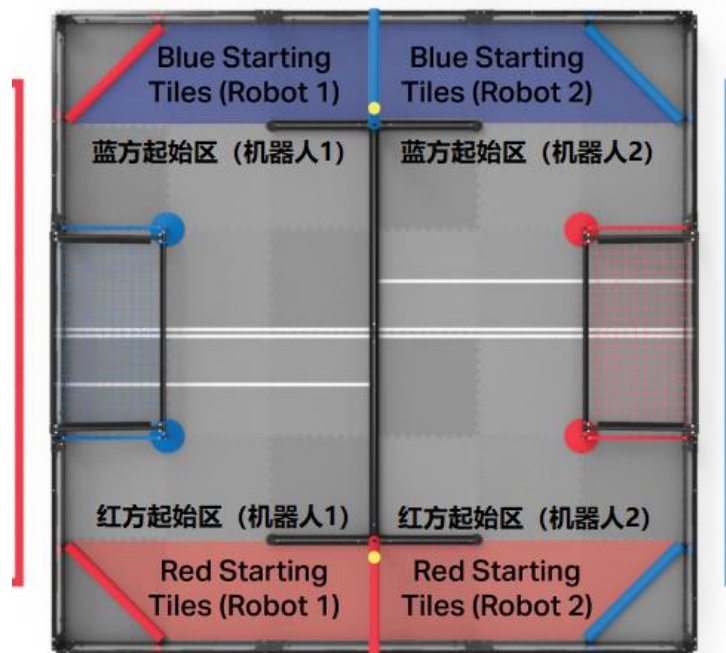 Blue Starting
Tiles (Robot 1)
Blue Starting
Tiles (Robot 2)
蓝方起始区（机器人1）
蓝方起始区（机器人2）
红方起始区（机器人1）
红方起始区（机器人2）
Red Starting
Tiles (Robot 1)
Red Starting
Tiles (Robot 2)